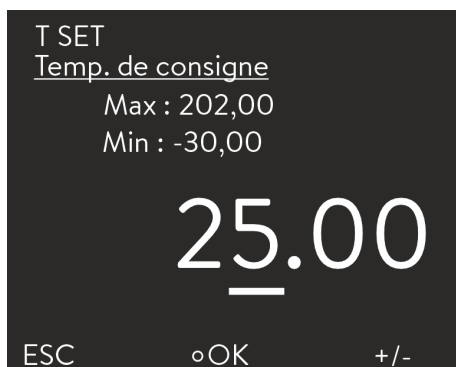 T SET
Temp. de consigne
Max : 202,00
Min : -30,00
25.00
ESC ○OK +/-